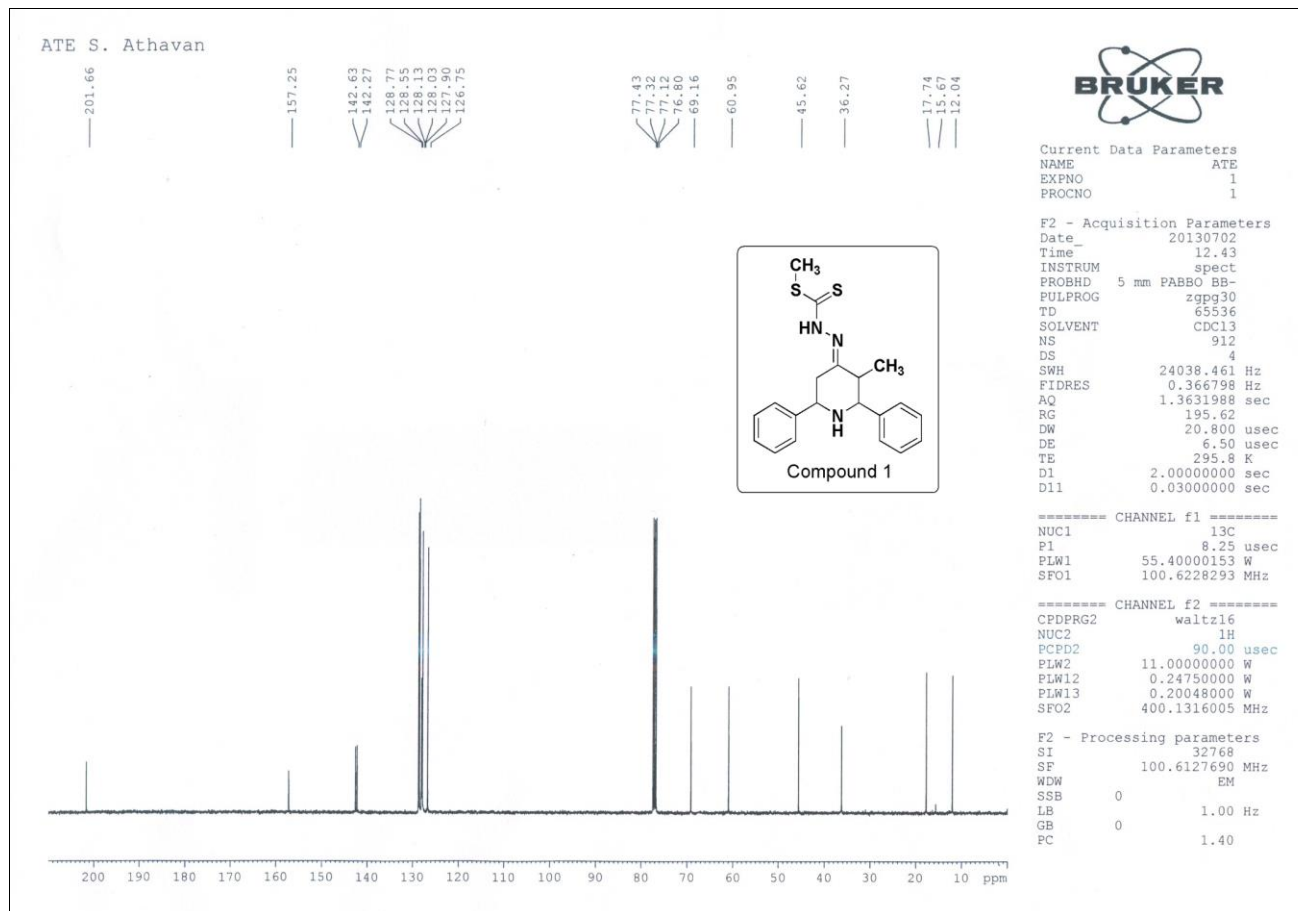 ATE S. Athavan
201.66
157.25
142.63
142.27
128.77
128.55
128.13
128.03
127.90
126.75
77.43
77.32
77.12
76.80
69.16
60.95
45.62
36.27
17.74
15.67
12.04
BRUKER
Current Data Parameters
NAME ATE
EXPNO 1
PROCNO 1
F2 - Acquisition Parameters
Date_ 20130702
Time 12.43
INSTRUM spect
PROBHD 5 mm PABBO BB-
PULPROG zgpg30
TD 65536
SOLVENT CDCl3
NS 912
DS 4
SWH 24038.461 Hz
FIDRES 0.366798 Hz
AQ 1.3631988 sec
RG 195.62
DW 20.800 usec
DE 6.50 usec
TE 295.8 K
D1 2.00000000 sec
D11 0.03000000 sec
======== CHANNEL f1 ========
NUC1 13C
P1 8.25 usec
PLW1 55.40000153 W
SFO1 100.6228293 MHz
======== CHANNEL f2 ========
CPDPRG2 waltz16
NUC2 1H
PCPD2 90.00 usec
PLW2 11.00000000 W
PLW12 0.24750000 W
PLW13 0.20048000 W
SFO2 400.1316005 MHz
F2 - Processing parameters
SI 32768
SF 100.6127690 MHz
WDW EM
SSB 0
LB 1.00 Hz
GB 0
PC 1.40
CH3
S S
HN N
CH3
N
H
Compound 1
200 190 180 170 160 150 140 130 120 110 100 90 80 70 60 50 40 30 20 10 ppm